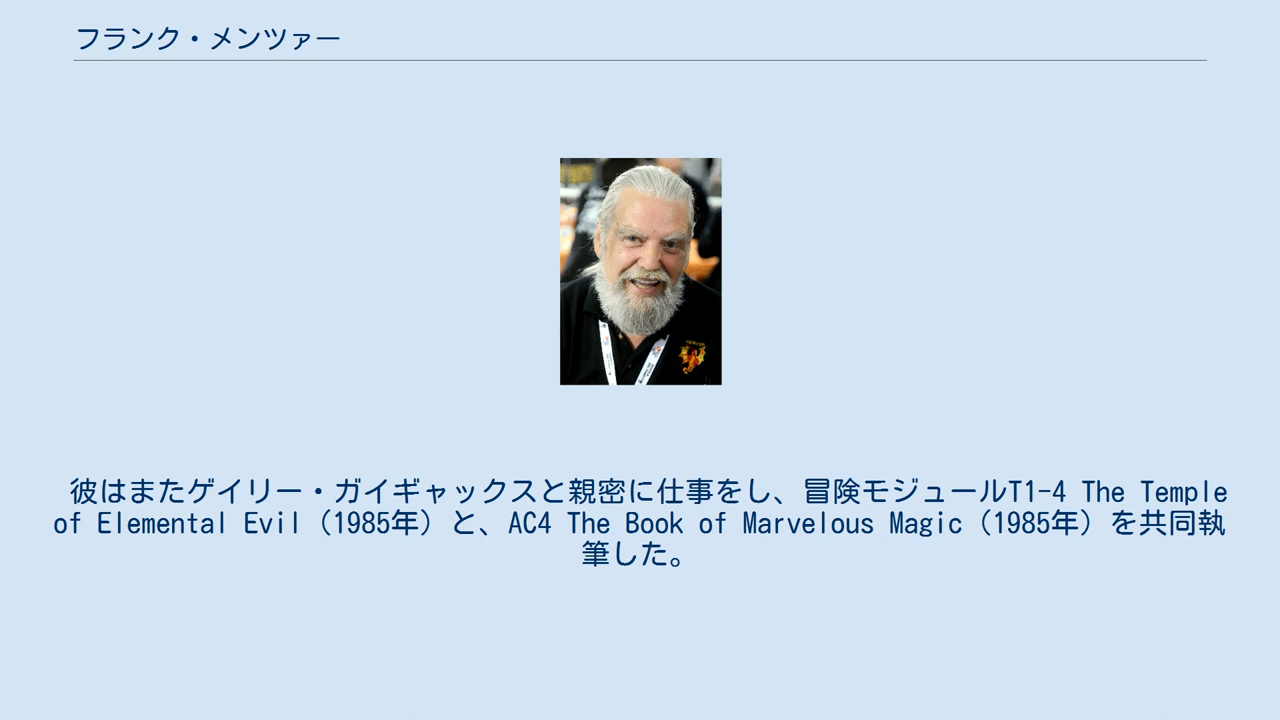 フランク・メンツァー
彼はまたゲイリー・ガイギャックスと親密に仕事をし、冒険モジュールT1-4 The Temple
of Elemental Evil（1985年）と、AC4 The Book of Marvelous Magic（1985年）を共同執
筆した。